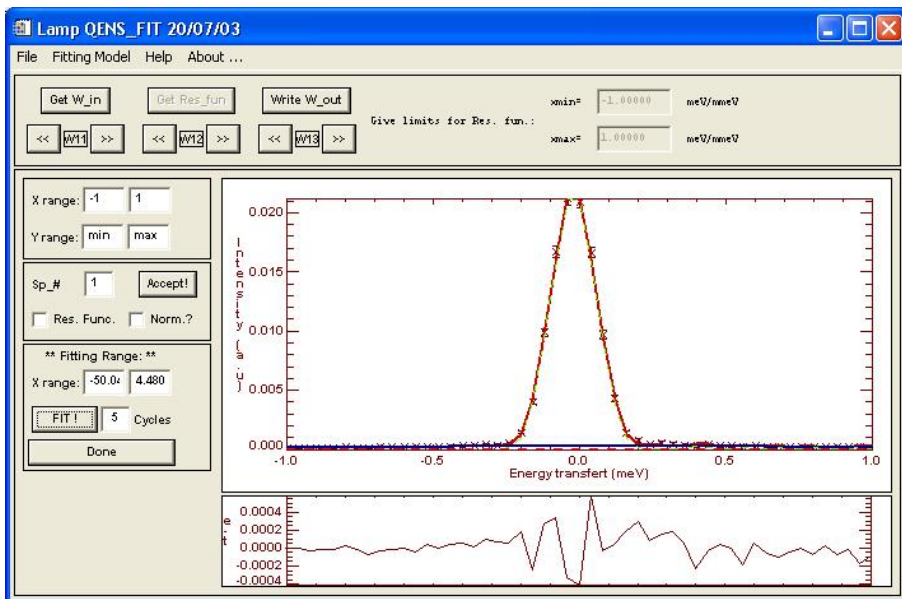 Lamp QENS_FIT 20/07/03
File Fitting Model Help About ...
Get W_in Get Res_fun Write W_out
<< W11 >> << W12 >> << W13 >>
Give limits for Res. fun.:
xmin= -1.00000 meV/mmeV
xmax= 1.00000 meV/mmeV
X range: -1 1
Y range: min max
Sp_# 1 Accept!
Res. Func. Norm.?
** Fitting Range: **
X range: -50.04 4.480
FIT ! 5 Cycles
Done
Intensity (a.u)
0.020
0.015
0.010
0.005
0.000
-1.0 -0.5 0.0 0.5 1.0
Energy transfert (meV)
0.0004
0.0002
0.0000
-0.0002
-0.0004